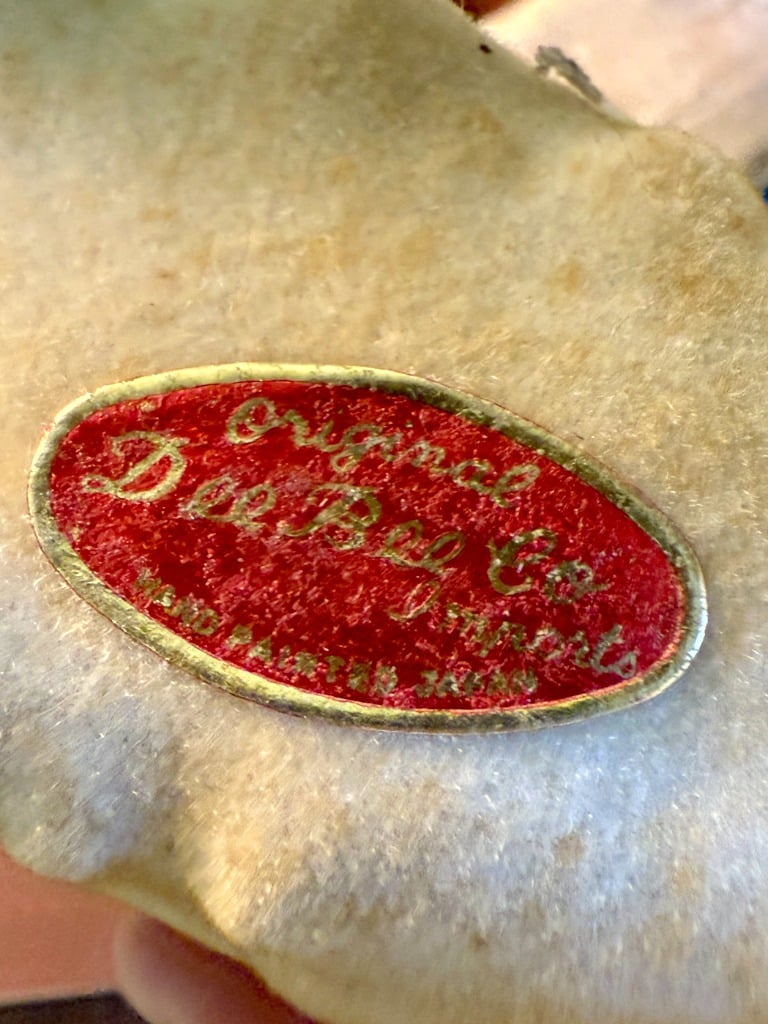 Original
Dee Bee Co
Imports
HAND PAINTED JAPAN